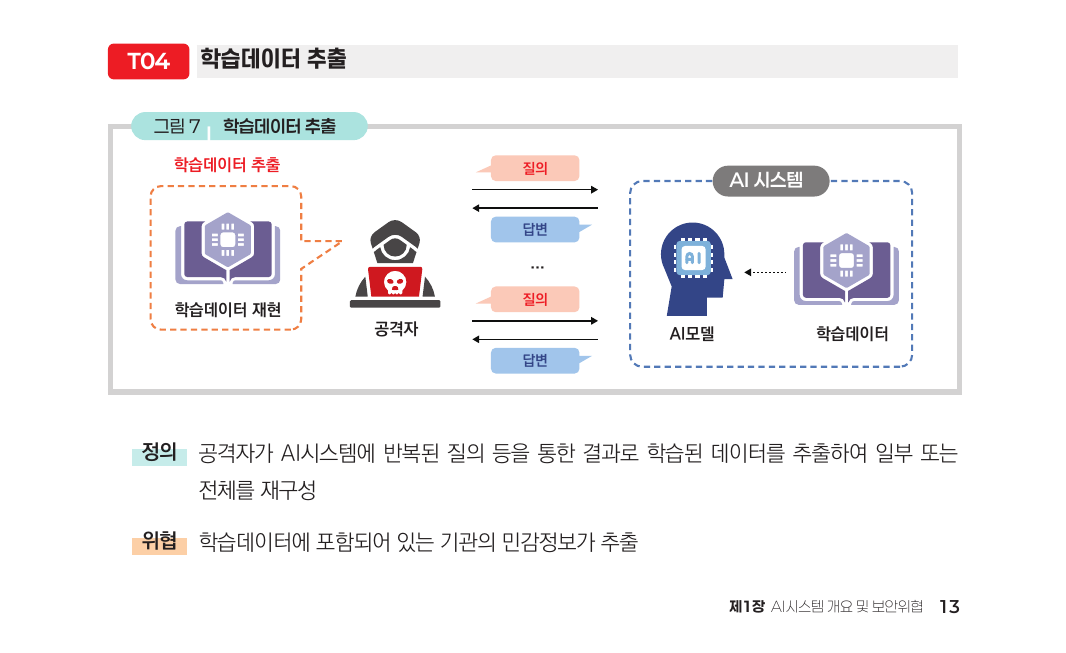 T04 학습데이터 추출
그림 7 학습데이터 추출
학습데이터 추출
학습데이터 재현
공격자
질의
답변
...
질의
답변
AI 시스템
AI
AI모델
학습데이터
정의 공격자가 AI시스템에 반복된 질의 등을 통한 결과로 학습된 데이터를 추출하여 일부 또는
전체를 재구성
위협 학습데이터에 포함되어 있는 기관의 민감정보가 추출
제1장 AI시스템 개요 및 보안위협 13